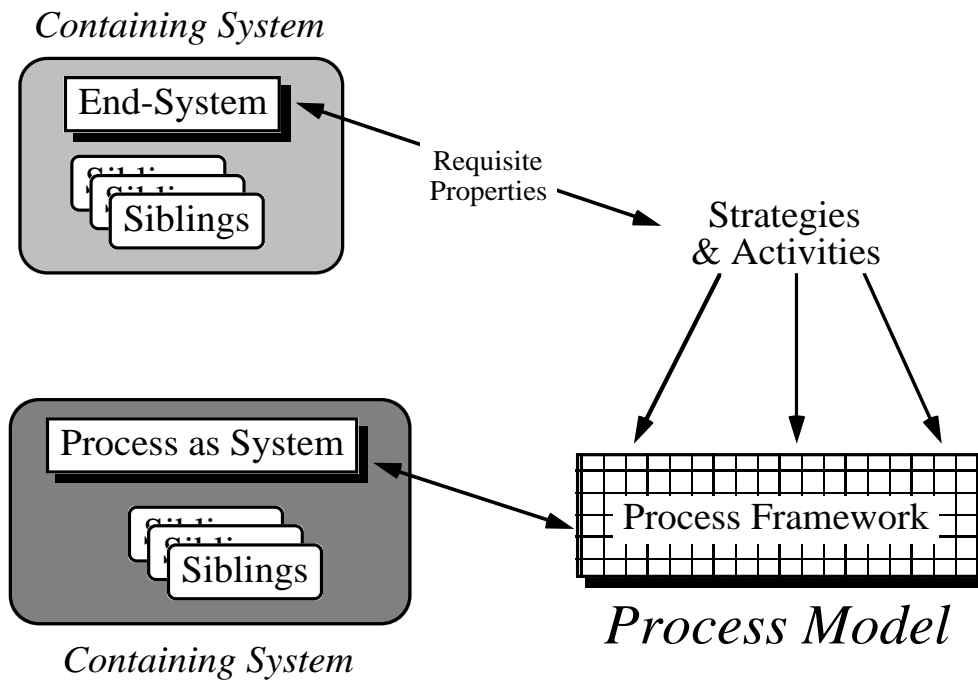 Containing System
End-System
Siblings
Requisite
Properties
Strategies
& Activities
Process as System
Siblings
Process Framework
Process Model
Containing System